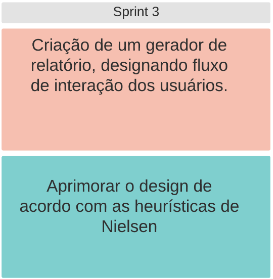 Sprint 3
Criação de um gerador de
relatório, designando fluxo
de interação dos usuários.
Aprimorar o design de
acordo com as heurísticas de
Nielsen